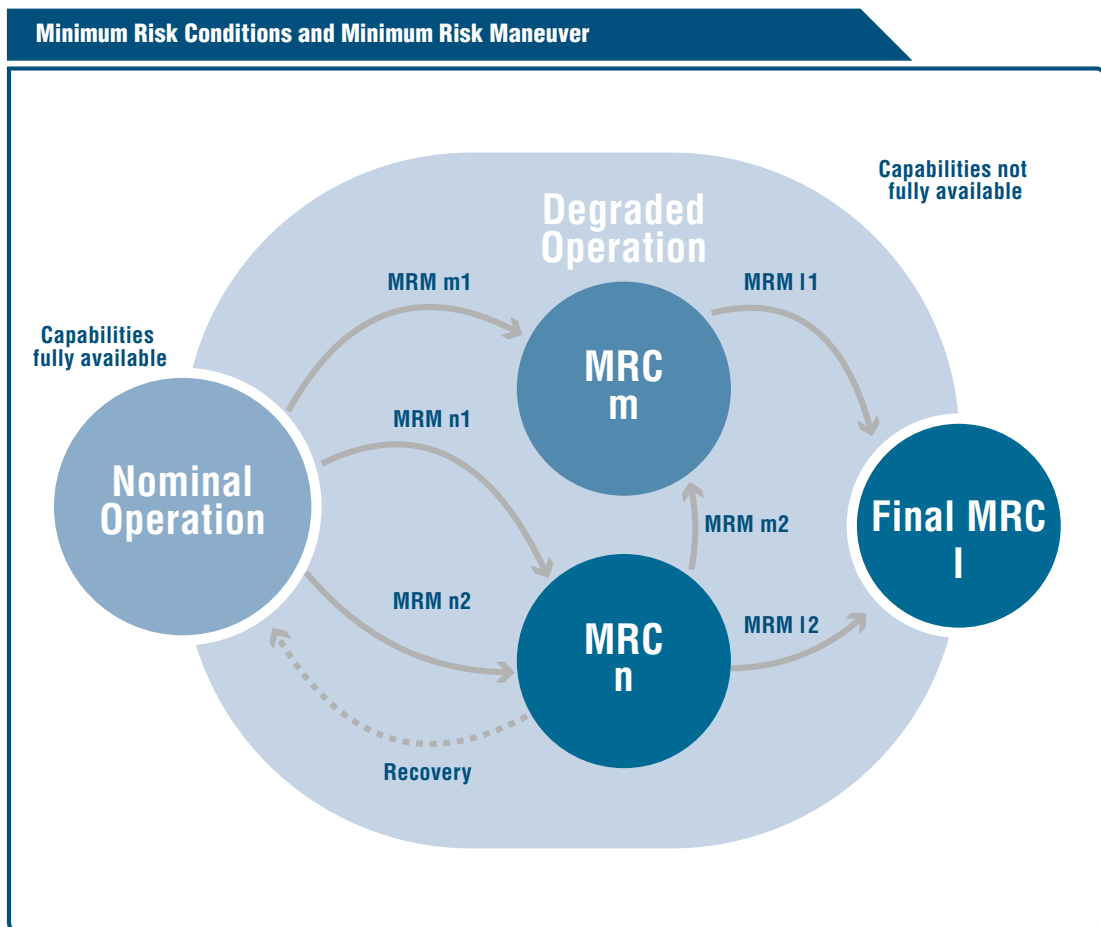 Minimum Risk Conditions and Minimum Risk Maneuver
Capabilities not
fully available
Degraded
Operation
MRM m1
MRM l1
Capabilities
fully available
MRC
m
MRM n1
Nominal
Operation
Final MRC
l
MRM m2
MRM n2
MRM l2
MRC
n
Recovery